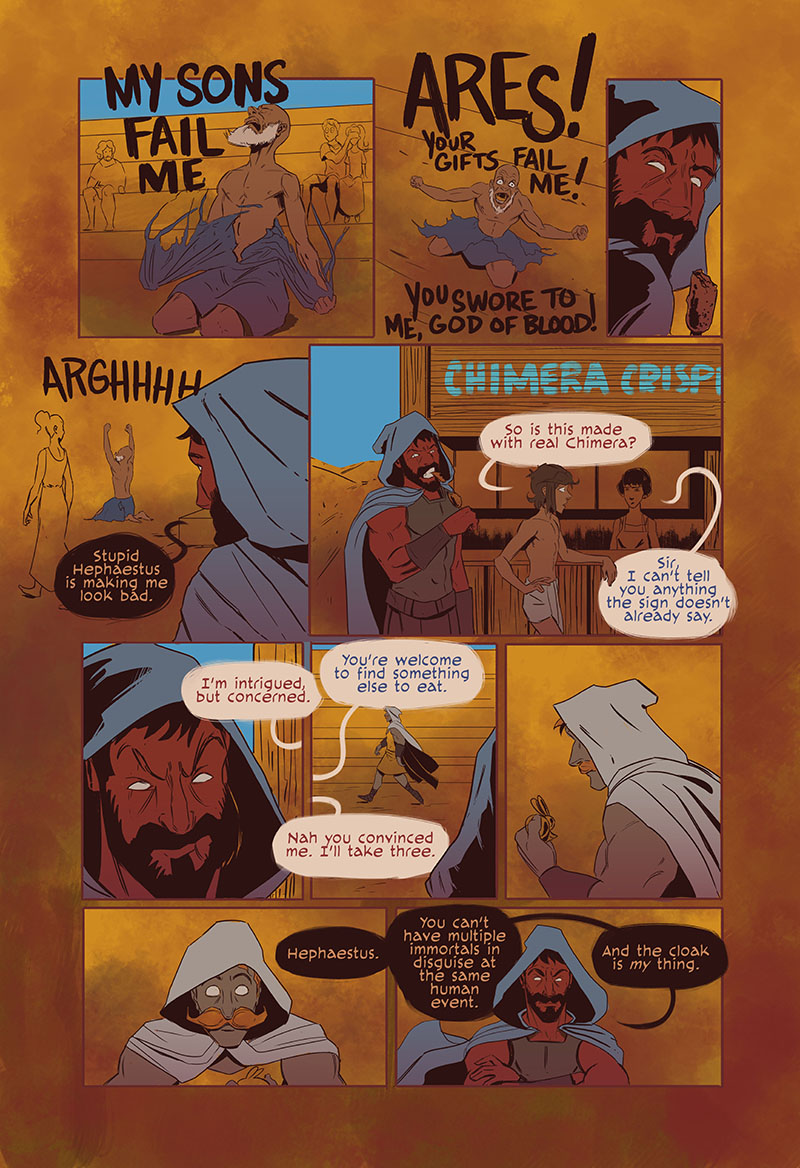 MY SONS
FAIL
ME
ARES!
YOUR
GIFTS FAIL
ME!
YOU SWORE TO
ME, GOD OF BLOOD!
ARGHHHH
Stupid
Hephaestus
is making me
look bad.
CHIMERA CRISPI
So is this made
with real Chimera?
Sir,
I can't tell
you anything
the sign doesn't
already say.
I'm intrigued,
but concerned.
You're welcome
to find something
else to eat.
Nah you convinced
me. I'll take three.
Hephaestus.
You can't
have multiple
immortals in
disguise at
the same
human
event.
And the cloak
is my thing.